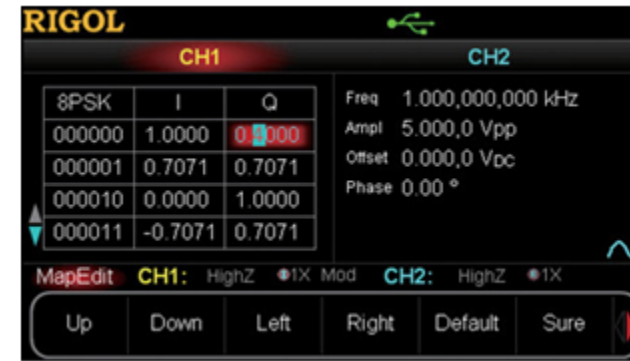 RIGOL
CH1 CH2
8PSK I Q
000000 1.0000 0.4000
000001 0.7071 0.7071
000010 0.0000 1.0000
000011 -0.7071 0.7071
Freq 1.000,000,000 kHz
Ampl 5.000,0 Vpp
Offset 0.000,0 VDC
Phase 0.00 °
MapEdit CH1: HighZ 1X Mod CH2: HighZ 1X
Up Down Left Right Default Sure